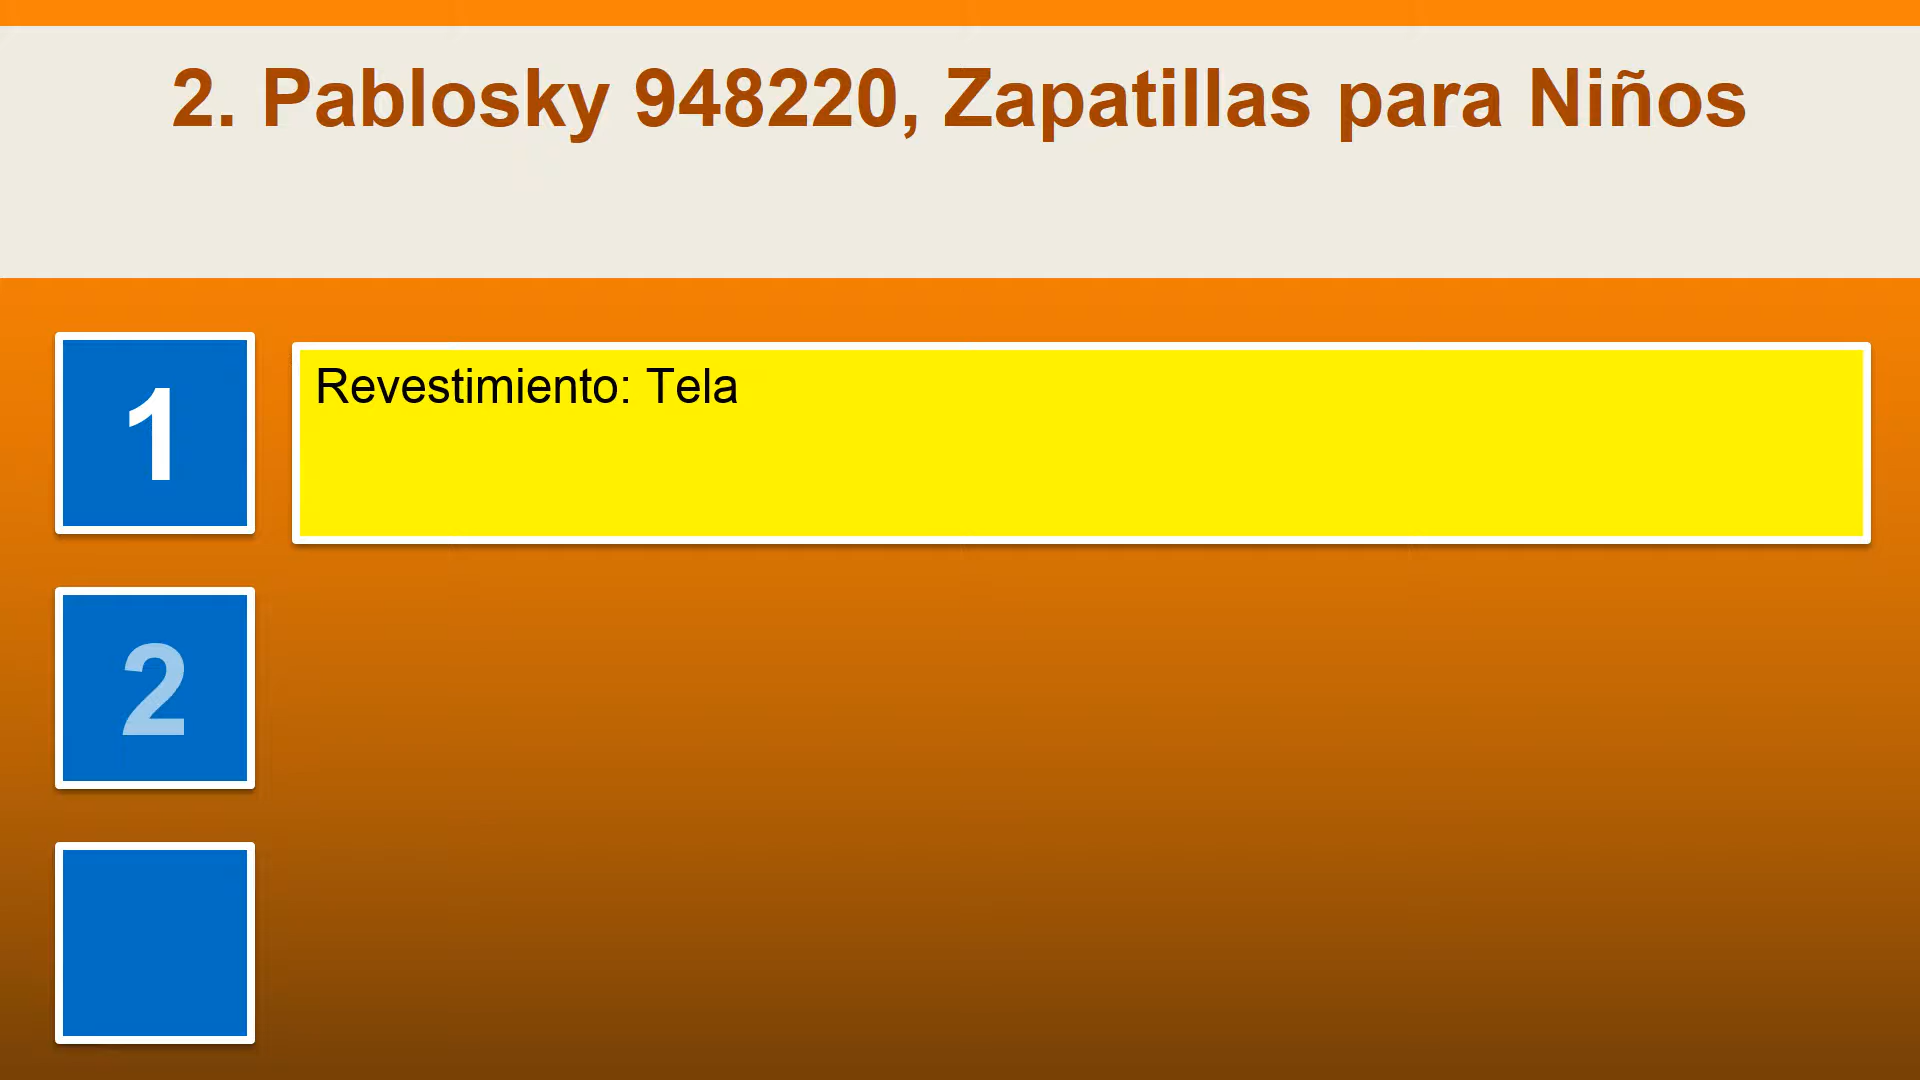 2. Pablosky 948220, Zapatillas para Niños
1
Revestimiento: Tela
2